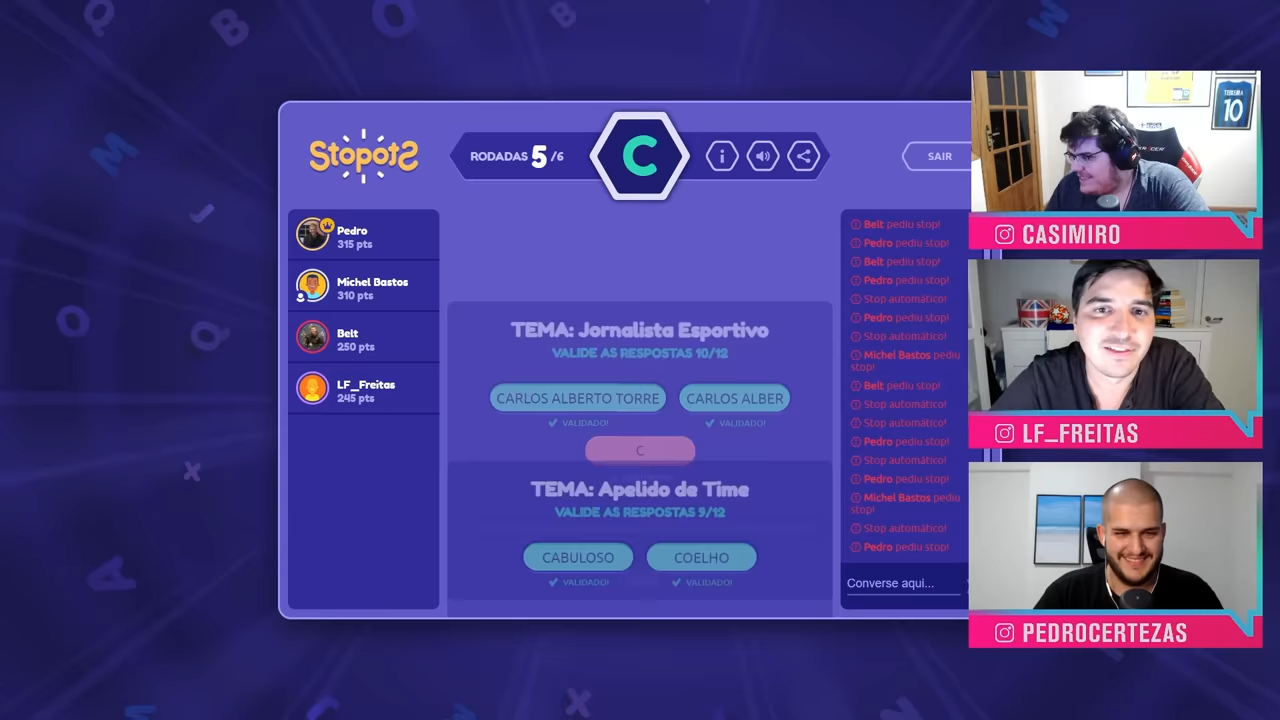 StopotS
RODADAS 5/6
C
SAIR
Pedro
315 pts
Michel Bastos
310 pts
Belt
250 pts
LF_Freitas
245 pts
TEMA: Jornalista Esportivo
VALIDE AS RESPOSTAS 10/12
CARLOS ALBERTO TORRE
CARLOS ALBER
VALIDADO!
VALIDADO!
C
TEMA: Apelido de Time
VALIDE AS RESPOSTAS 9/12
CABULOSO
COELHO
VALIDADO!
VALIDADO!
Belt pediu stop!
Pedro pediu stop!
Belt pediu stop!
Pedro pediu stop!
Stop automático!
Pedro pediu stop!
Stop automático!
Michel Bastos pediu
stop!
Belt pediu stop!
Stop automático!
Stop automático!
Pedro pediu stop!
Stop automático!
Pedro pediu stop!
Michel Bastos pediu
stop!
Stop automático!
Pedro pediu stop!
Converse aqui...
TEIXEIRA
10
CASIMIRO
LF_FREITAS
PEDROCERTEZAS